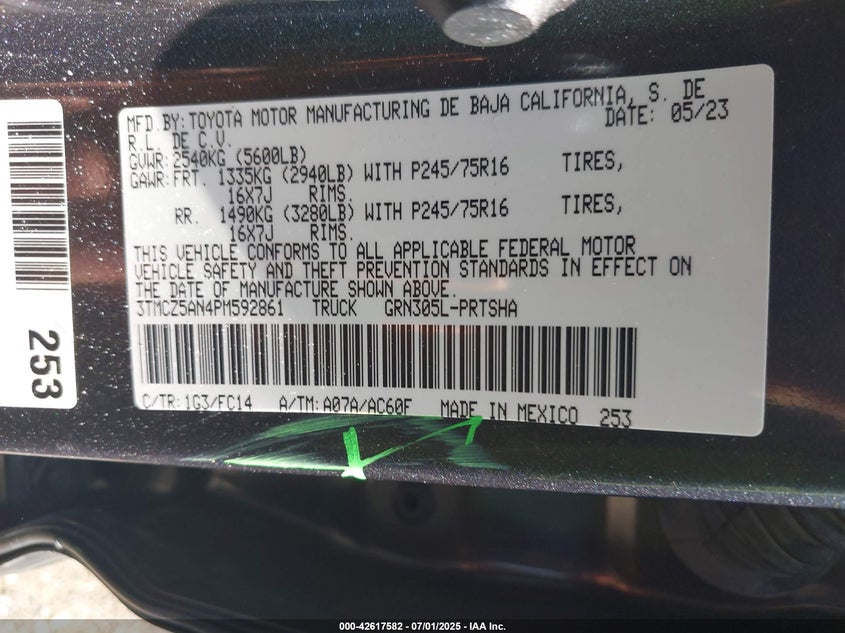 MFD.BY:TOYOTA MOTOR MANUFACTURING DE BAJA CALIFORNIA, S. DE
R.L. DE C.V. DATE: 05/23
GVWR:2540KG (5600LB)
GAWR:FRT. 1335KG (2940LB) WITH P245/75R16 TIRES,
16X7J RIMS.
RR. 1490KG (3280LB) WITH P245/75R16 TIRES,
16X7J RIMS.
THIS VEHICLE CONFORMS TO ALL APPLICABLE FEDERAL MOTOR
VEHICLE SAFETY AND THEFT PREVENTION STANDARDS IN EFFECT ON
THE DATE OF MANUFACTURE SHOWN ABOVE.
3TMCZ5AN4PM592861 TRUCK GRN305L-PRTSHA
C/TR:1G3/FC14 A/TM:A07A/AC60F MADE IN MEXICO 253
253
000-42617582 - 07/01/2025 - IAA Inc.